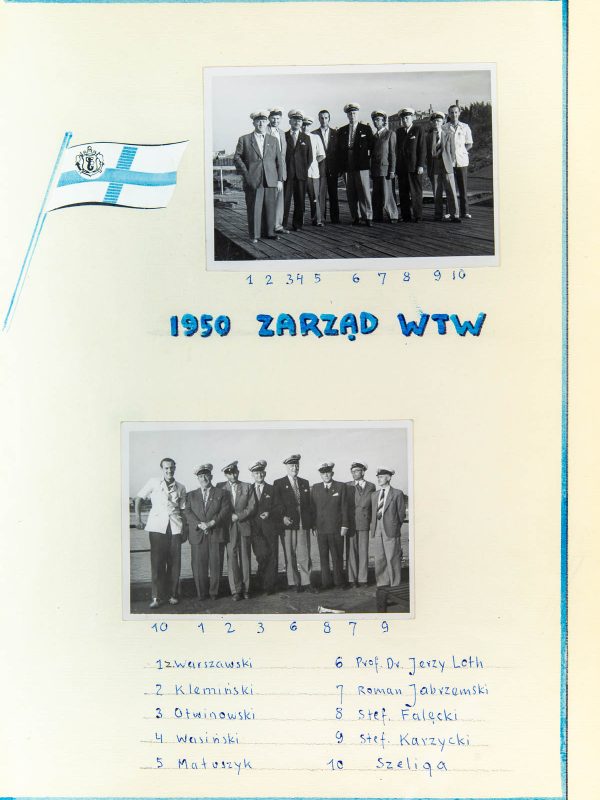 1 2 3 4 5 6 7 8 9 10
1950 ZARZĄD WTW
10 1 2 3 6 8 7 9
1 z. Warszawski
2 Klemiński
3 Otwinowski
4 Wasiński
5 Matuszyk
6 Prof. Dr. Jerzy Loth
7 Roman Jabrzemski
8 Stef. Falęcki
9 Stef. Karzycki
10 Szeliga